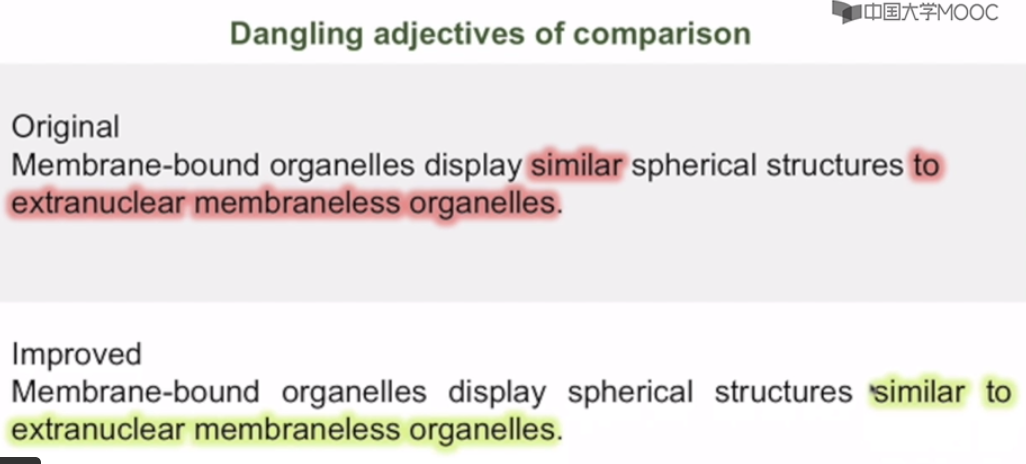 中国大学MOOC
Dangling adjectives of comparison
Original
Membrane-bound organelles display similar spherical structures to
extranuclear membraneless organelles.
Improved
Membrane-bound organelles display spherical structures similar to
extranuclear membraneless organelles.